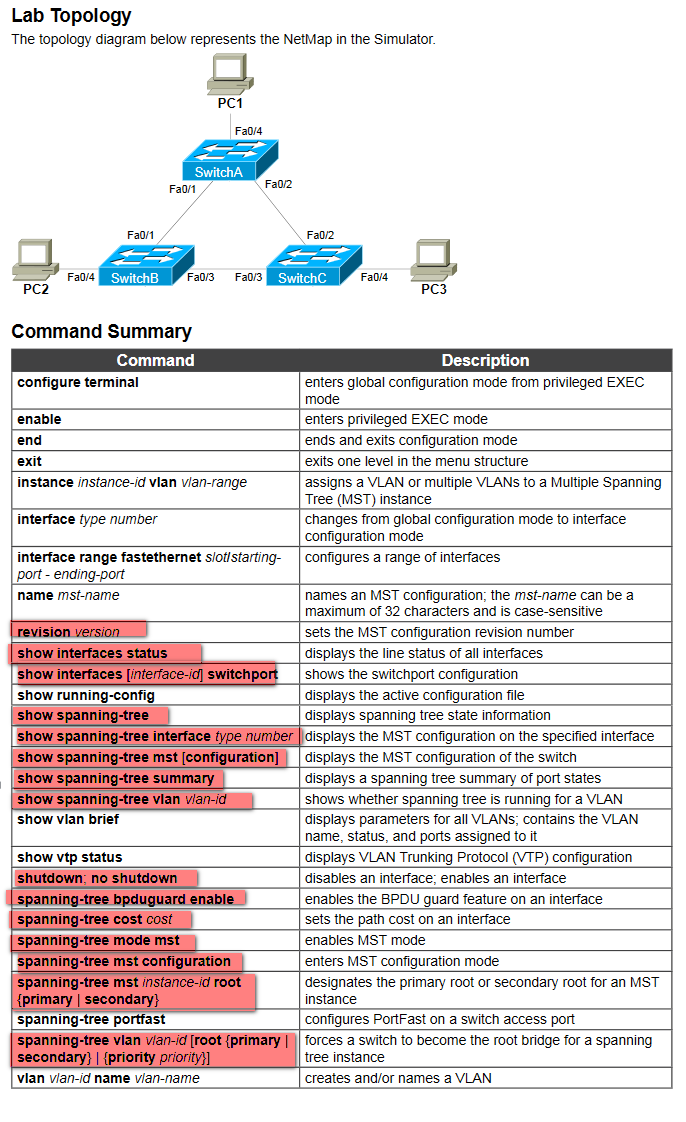 Lab Topology
The topology diagram below represents the NetMap in the Simulator.
PC1
Fa0/4
SwitchA
Fa0/1
Fa0/2
Fa0/1
Fa0/2
PC2
Fa0/4
SwitchB
Fa0/3
Fa0/3
SwitchC
Fa0/4
PC3
Command Summary
Command Description
configure terminal enters global configuration mode from privileged EXEC
mode
enable enters privileged EXEC mode
end ends and exits configuration mode
exit exits one level in the menu structure
instance instance-id vlan vlan-range assigns a VLAN or multiple VLANs to a Multiple Spanning
Tree (MST) instance
interface type number changes from global configuration mode to interface
configuration mode
interface range fastethernet slot/starting- configures a range of interfaces
port - ending-port
name mst-name names an MST configuration; the mst-name can be a
maximum of 32 characters and is case-sensitive
revision version sets the MST configuration revision number
show interfaces status displays the line status of all interfaces
show interfaces [interface-id] switchport shows the switchport configuration
show running-config displays the active configuration file
show spanning-tree displays spanning tree state information
show spanning-tree interface type number displays the MST configuration on the specified interface
show spanning-tree mst [configuration] displays the MST configuration of the switch
show spanning-tree summary displays a spanning tree summary of port states
show spanning-tree vlan vlan-id shows whether spanning tree is running for a VLAN
show vlan brief displays parameters for all VLANs; contains the VLAN
name, status, and ports assigned to it
show vtp status displays VLAN Trunking Protocol (VTP) configuration
shutdown: no shutdown disables an interface; enables an interface
spanning-tree bpduguard enable enables the BPDU guard feature on an interface
spanning-tree cost cost sets the path cost on an interface
spanning-tree mode mst enables MST mode
spanning-tree mst configuration enters MST configuration mode
spanning-tree mst instance-id root designates the primary root or secondary root for an MST
{primary | secondary} instance
spanning-tree portfast configures PortFast on a switch access port
spanning-tree vlan vlan-id [root {primary | forces a switch to become the root bridge for a spanning
secondary} | {priority priority}] tree instance
vlan vlan-id name vlan-name creates and/or names a VLAN